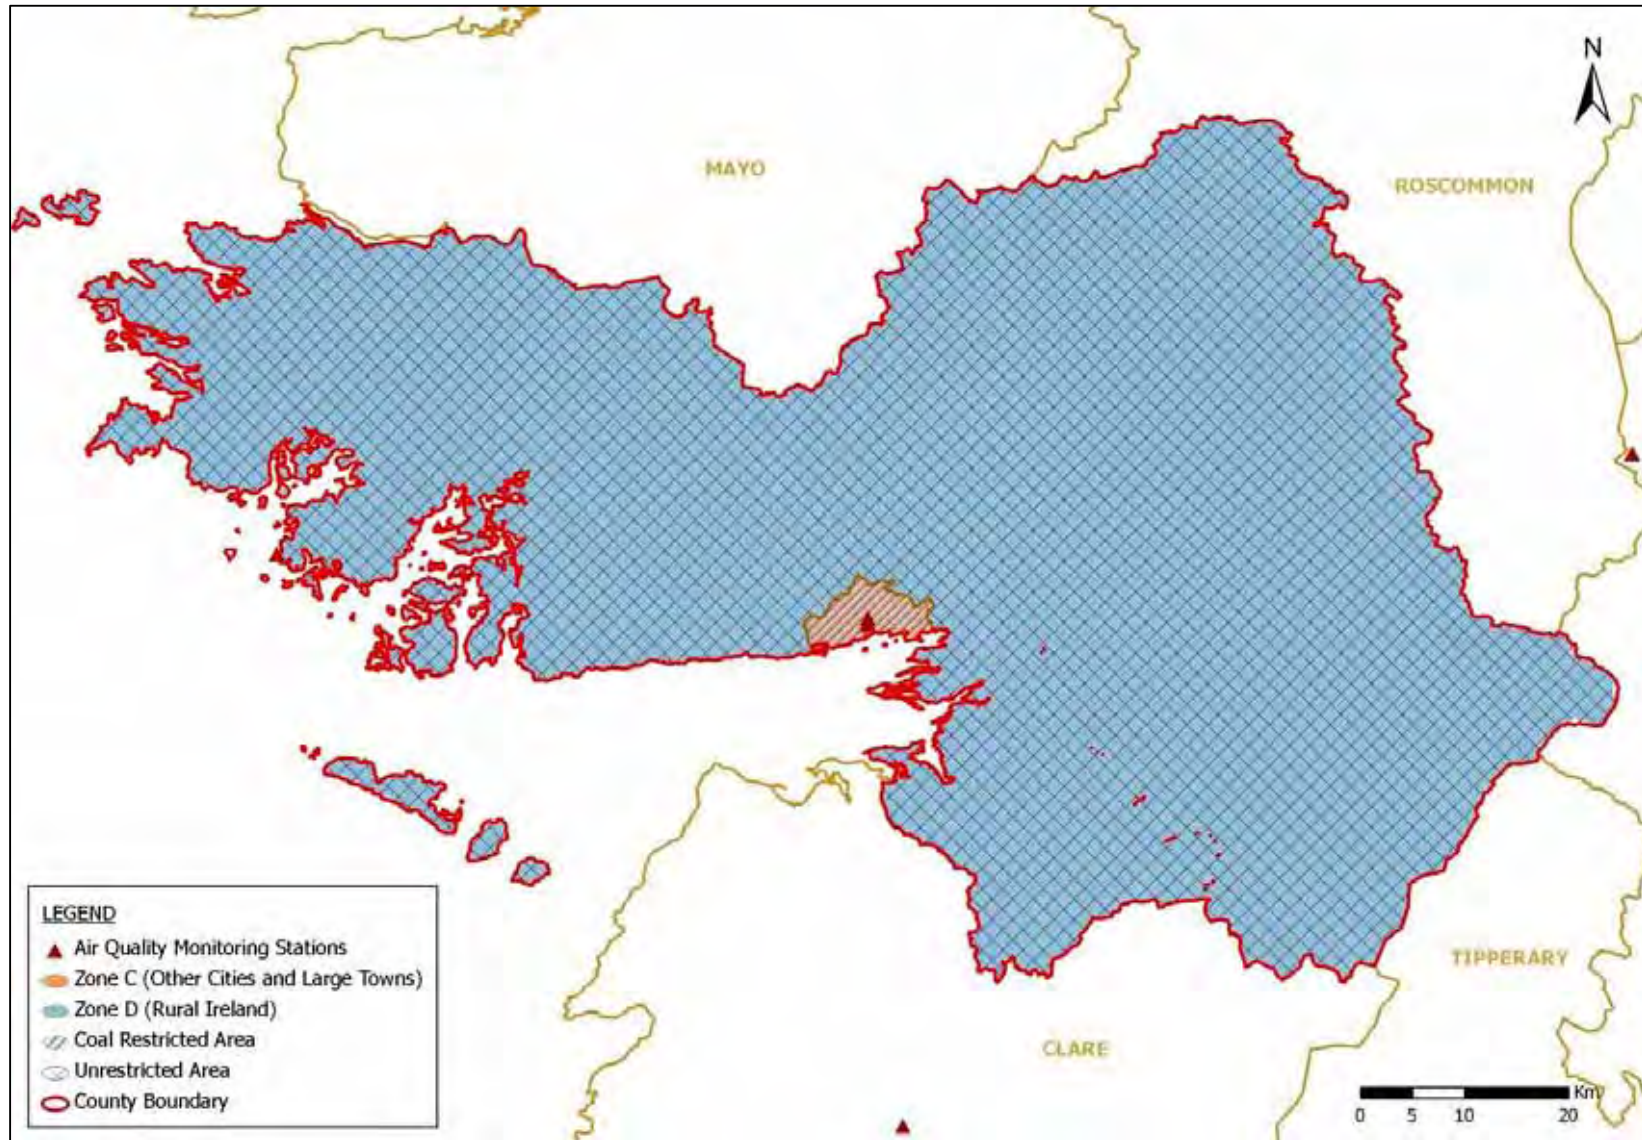 N
MAYO
ROSCOMMON
LEGEND
Air Quality Monitoring Stations
Zone C (Other Cities and Large Towns)
Zone D (Rural Ireland)
Coal Restricted Area
Unrestricted Area
County Boundary
TIPPERARY
CLARE
Km
0 5 10 20